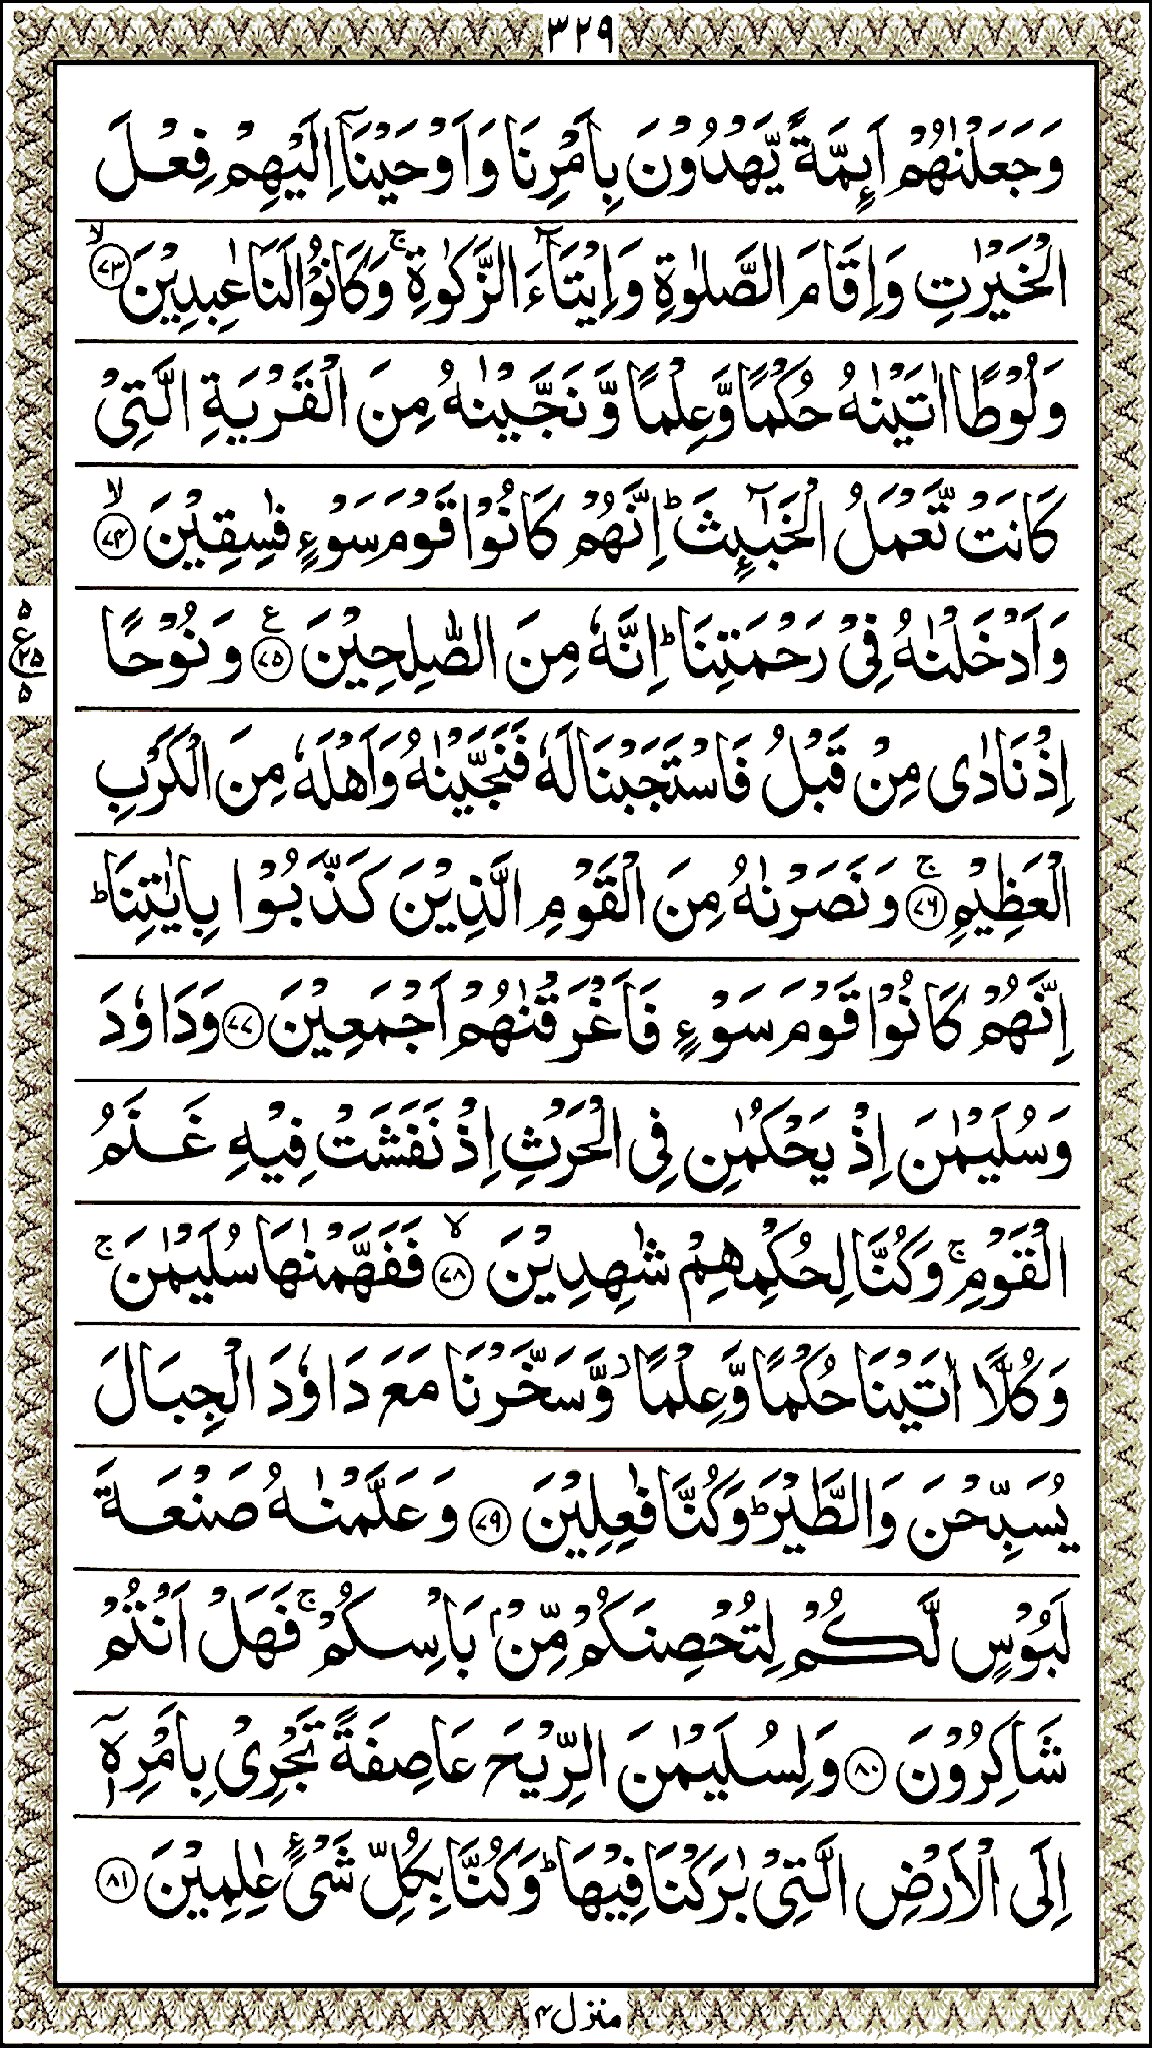 ٣٢٩
وَجَعَلْنٰهُمْ اَىِٕمَّةً يَّهْدُوْنَ بِاَمْرِنَا وَاَوْحَيْنَاۤ اِلَيْهِمْ فِعْلَ
الْخَيْرٰتِ وَاِقَامَ الصَّلٰوةِ وَاِيْتَآءَ الزَّكٰوةِ ۚ وَكَانُوْا لَنَا عٰبِدِيْنَ ﴿٧٣﴾ ۙ
وَلُوْطًا اٰتَيْنٰهُ حُكْمًا وَّعِلْمًا وَّنَجَّيْنٰهُ مِنَ الْقَرْيَةِ الَّتِىْ
كَانَتْ تَّعْمَلُ الْخَبٰٓىِٕثَ ؕ اِنَّهُمْ كَانُوْا قَوْمَ سَوْءٍ فٰسِقِيْنَ ﴿٧٤﴾ ۙ
وَاَدْخَلْنٰهُ فِىْ رَحْمَتِنَا ؕ اِنَّهٗ مِنَ الصّٰلِحِيْنَ ﴿٧٥﴾ ع وَنُوْحًا
٥
ع ٢٥
٥
اِذْ نَادٰى مِنْ قَبْلُ فَاسْتَجَبْنَا لَهٗ فَنَجَّيْنٰهُ وَاَهْلَهٗ مِنَ الْكَرْبِ
الْعَظِيْمِ ﴿٧٦﴾ ۚ وَنَصَرْنٰهُ مِنَ الْقَوْمِ الَّذِيْنَ كَذَّبُوْا بِاٰيٰتِنَا ؕ
اِنَّهُمْ كَانُوْا قَوْمَ سَوْءٍ فَاَغْرَقْنٰهُمْ اَجْمَعِيْنَ ﴿٧٧﴾ وَدَاوٗدَ
وَسُلَيْمٰنَ اِذْ يَحْكُمٰنِ فِى الْحَرْثِ اِذْ نَفَشَتْ فِيْهِ غَنَمُ
الْقَوْمِ ۚ وَكُنَّا لِحُكْمِهِمْ شٰهِدِيْنَ ﴿٧٨﴾ ۙ فَفَهَّمْنٰهَا سُلَيْمٰنَ ۚ
وَكُلًّا اٰتَيْنَا حُكْمًا وَّعِلْمًا ۫ وَّسَخَّرْنَا مَعَ دَاوٗدَ الْجِبَالَ
يُسَبِّحْنَ وَالطَّيْرَ ؕ وَكُنَّا فٰعِلِيْنَ ﴿٧٩﴾ وَعَلَّمْنٰهُ صَنْعَةَ
لَبُوْسٍ لَّكُمْ لِتُحْصِنَكُمْ مِّنْۢ بَاْسِكُمْ ۚ فَهَلْ اَنْتُمْ
شَاكِرُوْنَ ﴿٨٠﴾ وَلِسُلَيْمٰنَ الرِّيْحَ عَاصِفَةً تَجْرِىْ بِاَمْرِهٖۤ
اِلَى الْاَرْضِ الَّتِىْ بٰرَكْنَا فِيْهَا ؕ وَكُنَّا بِكُلِّ شَىْءٍ عٰلِمِيْنَ ﴿٨١﴾
منزل ٤